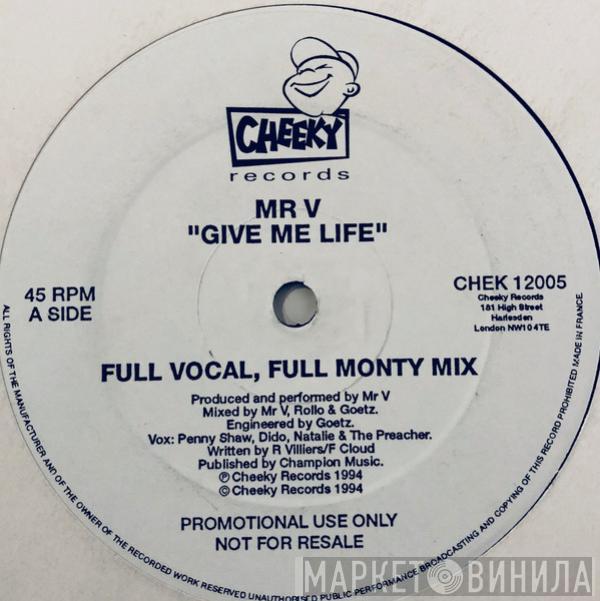 CHEEKY
records
MR V
"GIVE ME LIFE"
45 RPM
A SIDE
CHEK 12005
Cheeky Records
181 High Street
Harlesden
London NW10 4TE
FULL VOCAL, FULL MONTY MIX
Produced and performed by Mr V
Mixed by Mr V, Rollo & Goetz.
Engineered by Goetz.
Vox: Penny Shaw, Dido, Natalie & The Preacher.
Written by R Villiers/F Cloud
Published by Champion Music.
℗ Cheeky Records 1994
© Cheeky Records 1994
PROMOTIONAL USE ONLY
NOT FOR RESALE
ALL RIGHTS OF THE MANUFACTURER AND OF THE OWNER OF THE RECORDED WORK RESERVED UNAUTHORISED PUBLIC PERFORMANCE BROADCASTING AND COPYING OF THIS RECORD PROHIBITED MADE IN FRANCE
МАРКЕТ ВИНИЛА